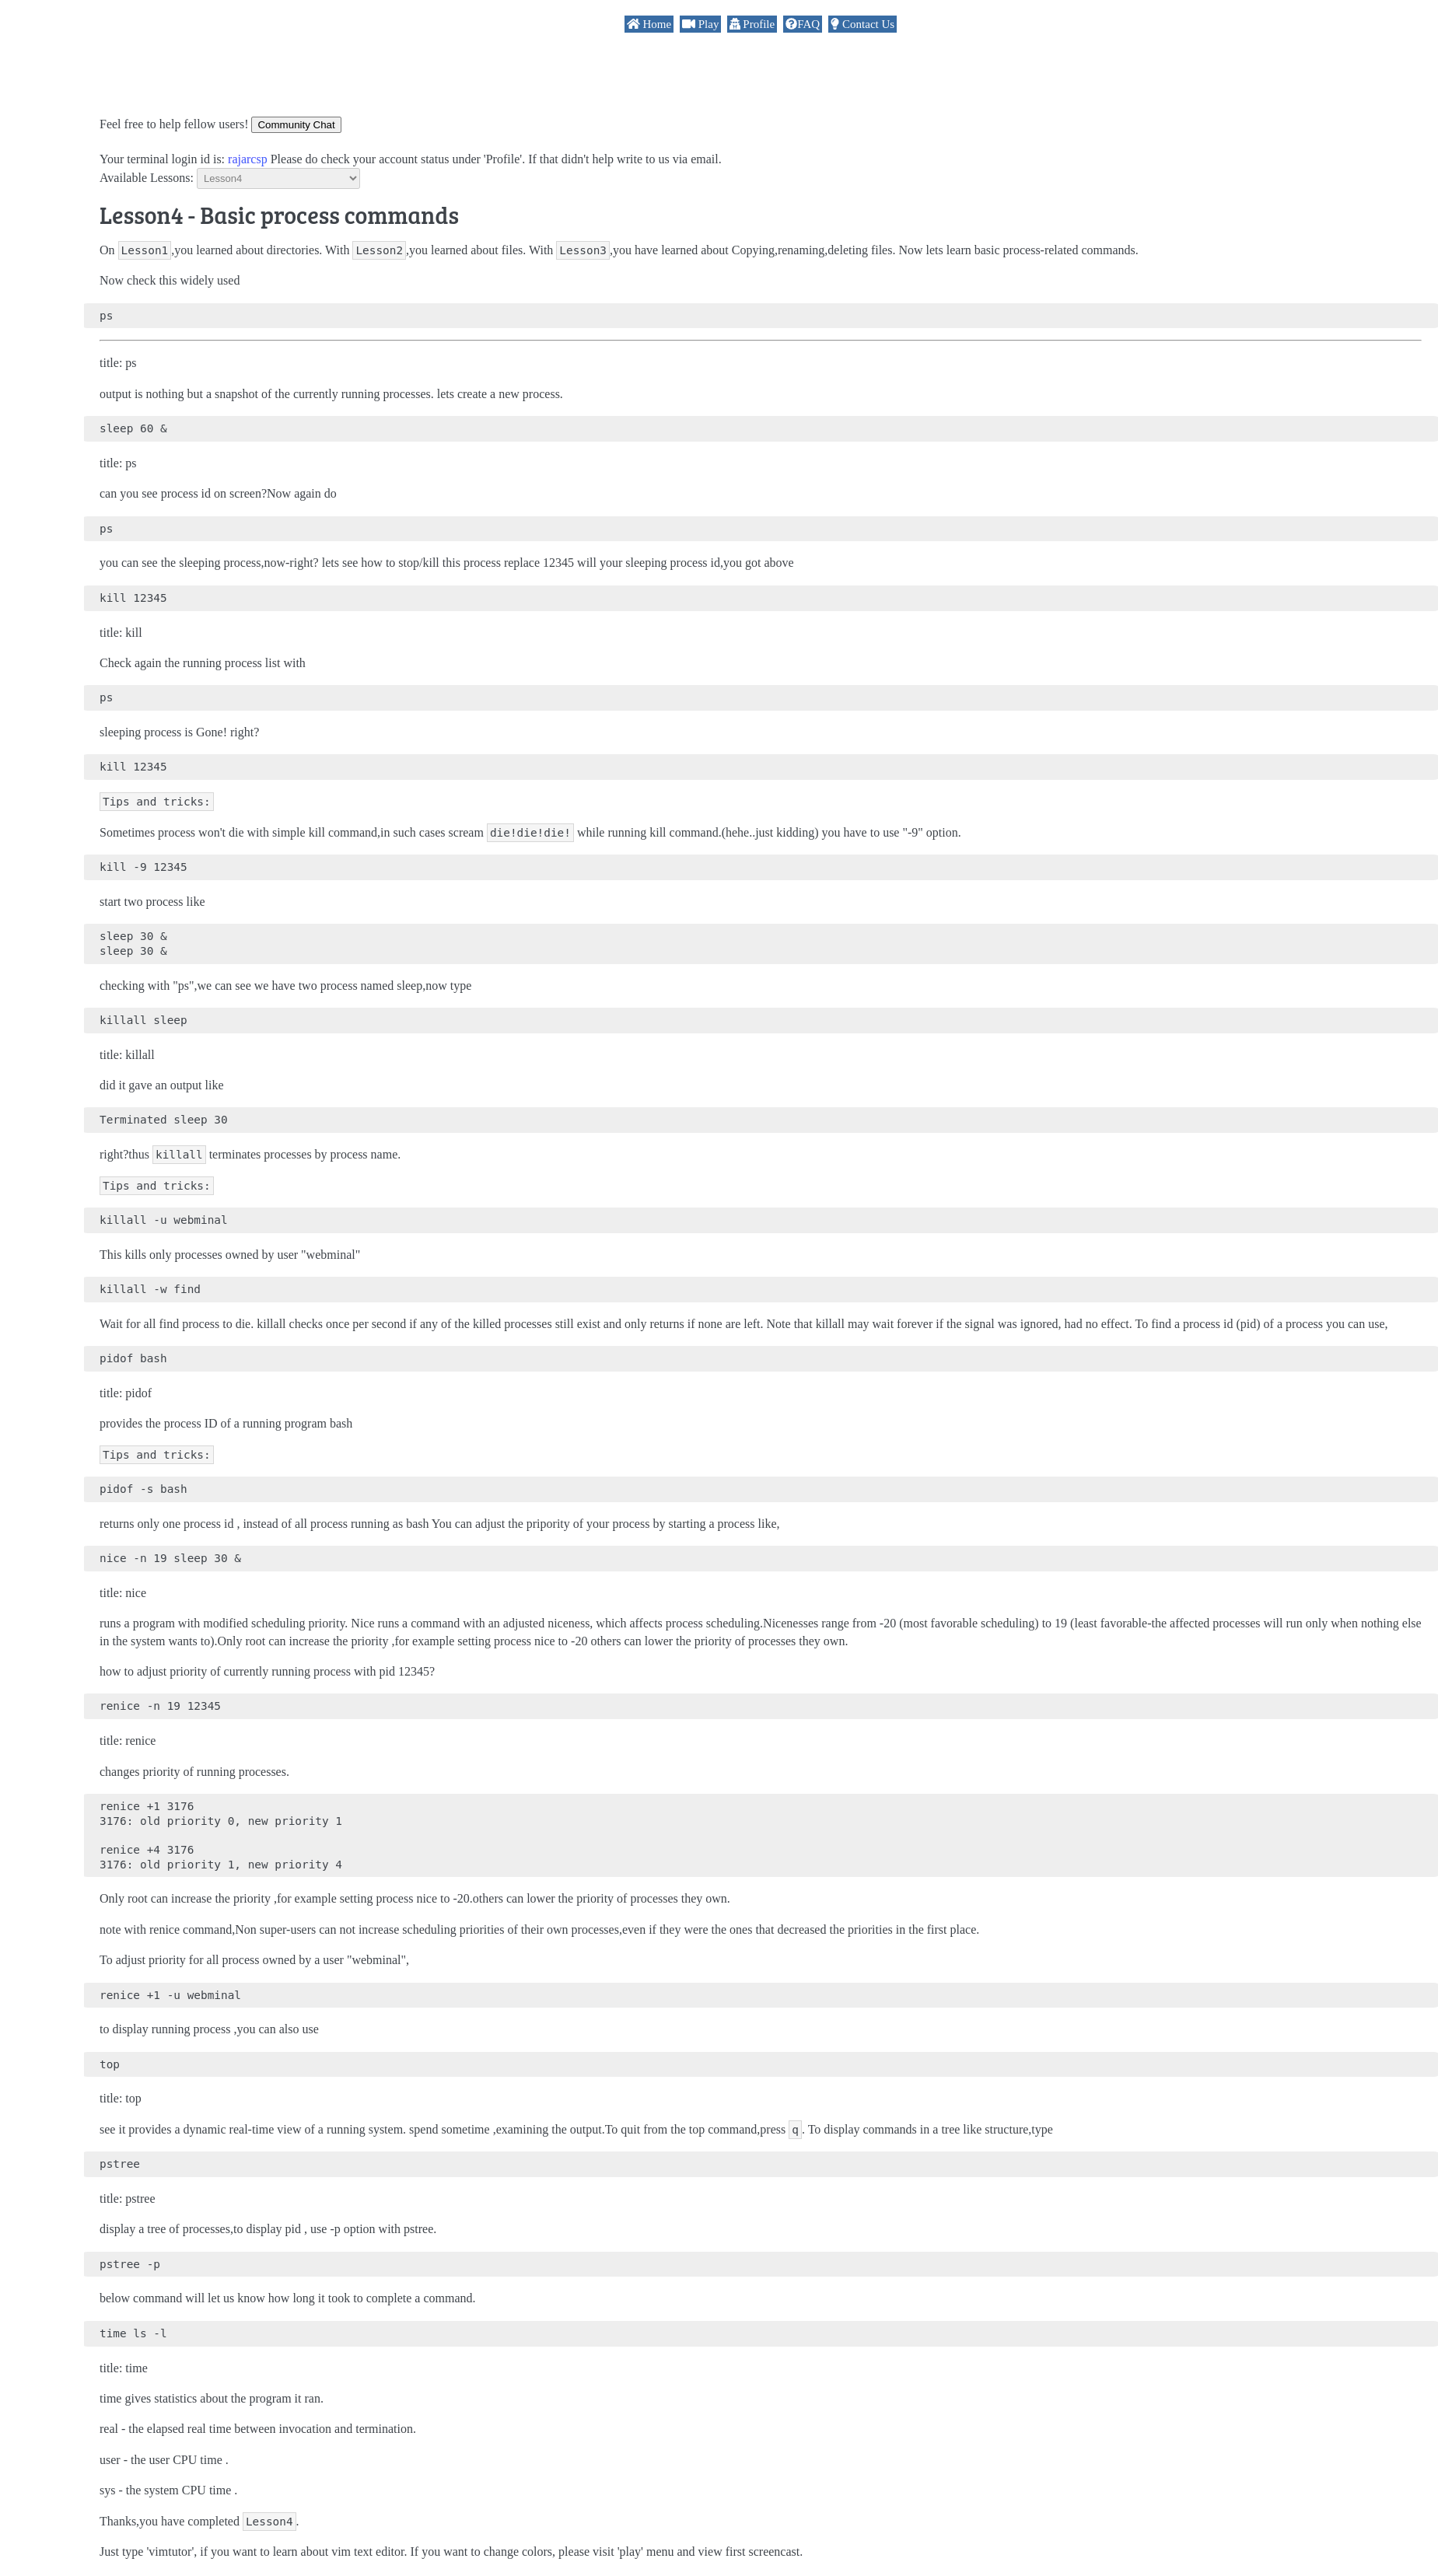 Home Play Profile FAQ Contact Us
Feel free to help fellow users! Community Chat
Your terminal login id is: rajarcsp Please do check your account status under 'Profile'. If that didn't help write to us via email.
Available Lessons: Lesson4
Lesson4 - Basic process commands
On Lesson1,you learned about directories. With Lesson2,you learned about files. With Lesson3,you have learned about Copying,renaming,deleting files. Now lets learn basic process-related commands.
Now check this widely used
ps
title: ps
output is nothing but a snapshot of the currently running processes. lets create a new process.
sleep 60 &
title: ps
can you see process id on screen?Now again do
ps
you can see the sleeping process,now-right? lets see how to stop/kill this process replace 12345 will your sleeping process id,you got above
kill 12345
title: kill
Check again the running process list with
ps
sleeping process is Gone! right?
kill 12345
Tips and tricks:
Sometimes process won't die with simple kill command,in such cases scream die!die!die! while running kill command.(hehe..just kidding) you have to use "-9" option.
kill -9 12345
start two process like
sleep 30 &
sleep 30 &
checking with "ps",we can see we have two process named sleep,now type
killall sleep
title: killall
did it gave an output like
Terminated sleep 30
right?thus killall terminates processes by process name.
Tips and tricks:
killall -u webminal
This kills only processes owned by user "webminal"
killall -w find
Wait for all find process to die. killall checks once per second if any of the killed processes still exist and only returns if none are left. Note that killall may wait forever if the signal was ignored, had no effect. To find a process id (pid) of a process you can use,
pidof bash
title: pidof
provides the process ID of a running program bash
Tips and tricks:
pidof -s bash
returns only one process id , instead of all process running as bash You can adjust the pripority of your process by starting a process like,
nice -n 19 sleep 30 &
title: nice
runs a program with modified scheduling priority. Nice runs a command with an adjusted niceness, which affects process scheduling.Nicenesses range from -20 (most favorable scheduling) to 19 (least favorable-the affected processes will run only when nothing else
in the system wants to).Only root can increase the priority ,for example setting process nice to -20 others can lower the priority of processes they own.
how to adjust priority of currently running process with pid 12345?
renice -n 19 12345
title: renice
changes priority of running processes.
renice +1 3176
3176: old priority 0, new priority 1
renice +4 3176
3176: old priority 1, new priority 4
Only root can increase the priority ,for example setting process nice to -20.others can lower the priority of processes they own.
note with renice command,Non super-users can not increase scheduling priorities of their own processes,even if they were the ones that decreased the priorities in the first place.
To adjust priority for all process owned by a user "webminal",
renice +1 -u webminal
to display running process ,you can also use
top
title: top
see it provides a dynamic real-time view of a running system. spend sometime ,examining the output.To quit from the top command,press q. To display commands in a tree like structure,type
pstree
title: pstree
display a tree of processes,to display pid , use -p option with pstree.
pstree -p
below command will let us know how long it took to complete a command.
time ls -l
title: time
time gives statistics about the program it ran.
real - the elapsed real time between invocation and termination.
user - the user CPU time .
sys - the system CPU time .
Thanks,you have completed Lesson4.
Just type 'vimtutor', if you want to learn about vim text editor. If you want to change colors, please visit 'play' menu and view first screencast.